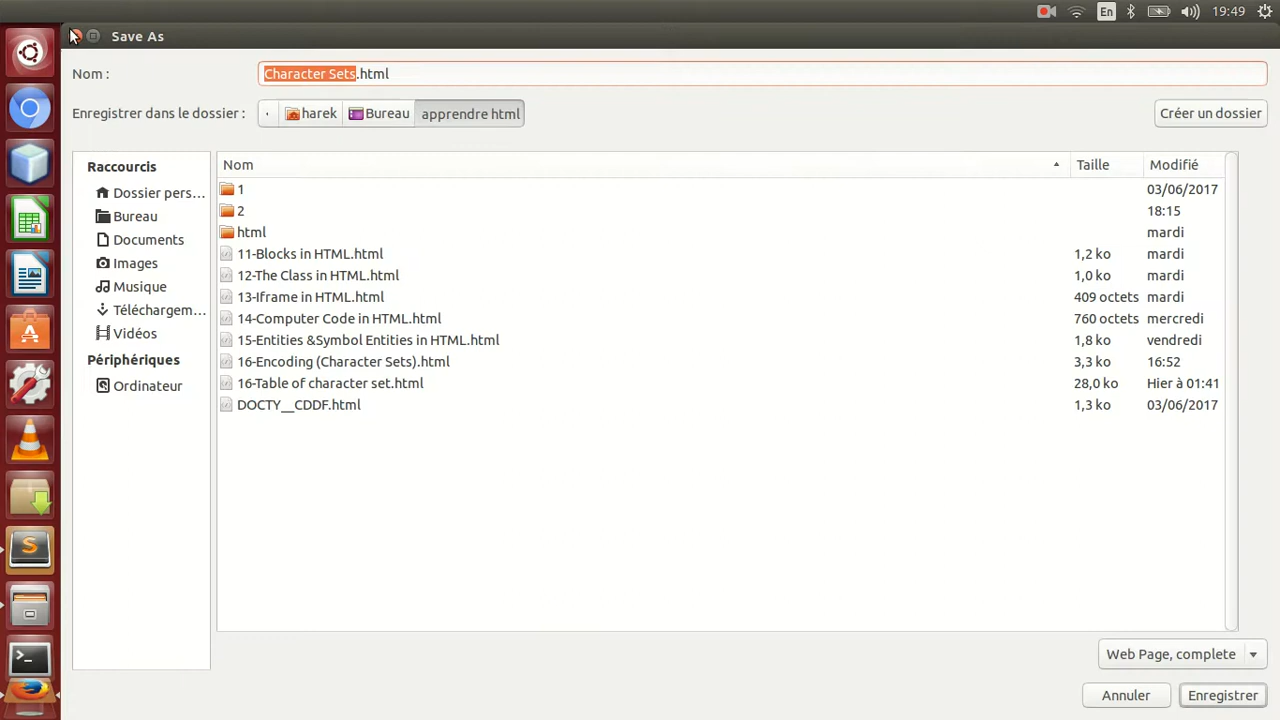 En 19:49
Save As
Nom : Character Sets.html
Enregistrer dans le dossier : harek Bureau apprendre html Créer un dossier
Raccourcis
Dossier pers...
Bureau
Documents
Images
Musique
Téléchargem...
Vidéos
Périphériques
Ordinateur
Nom Taille Modifié
1 03/06/2017
2 18:15
html mardi
11-Blocks in HTML.html 1,2 ko mardi
12-The Class in HTML.html 1,0 ko mardi
13-Iframe in HTML.html 409 octets mardi
14-Computer Code in HTML.html 760 octets mercredi
15-Entities &Symbol Entities in HTML.html 1,8 ko vendredi
16-Encoding (Character Sets).html 3,3 ko 16:52
16-Table of character set.html 28,0 ko Hier à 01:41
DOCTY__CDDF.html 1,3 ko 03/06/2017
Web Page, complete
Annuler Enregistrer